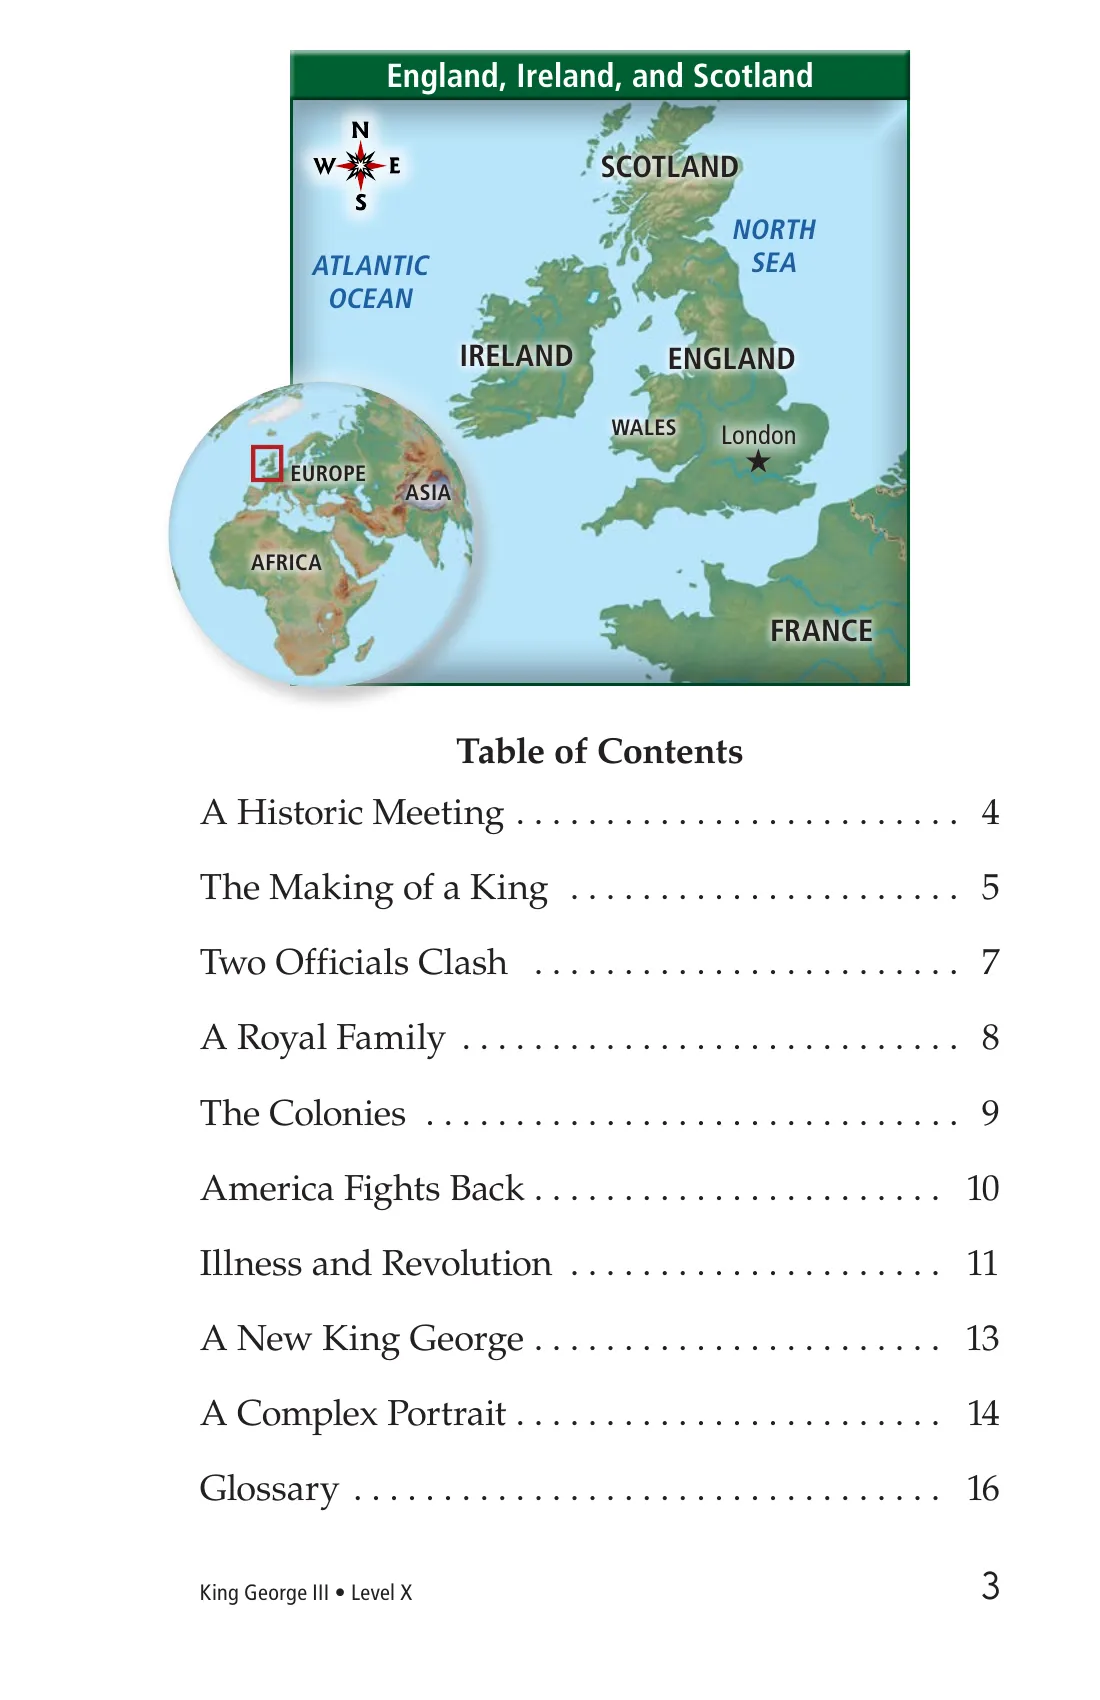 England, Ireland, and Scotland
N
W E
S
SCOTLAND
NORTH
SEA
ATLANTIC
OCEAN
IRELAND
ENGLAND
WALES
London
EUROPE
ASIA
AFRICA
FRANCE
Table of Contents
A Historic Meeting . . . . . . . . . . . . . . . . . . . . . . . . . 4
The Making of a King . . . . . . . . . . . . . . . . . . . . . . 5
Two Officials Clash . . . . . . . . . . . . . . . . . . . . . . . . 7
A Royal Family . . . . . . . . . . . . . . . . . . . . . . . . . . . . 8
The Colonies . . . . . . . . . . . . . . . . . . . . . . . . . . . . . . 9
America Fights Back . . . . . . . . . . . . . . . . . . . . . . . 10
Illness and Revolution . . . . . . . . . . . . . . . . . . . . . 11
A New King George . . . . . . . . . . . . . . . . . . . . . . . 13
A Complex Portrait . . . . . . . . . . . . . . . . . . . . . . . . 14
Glossary . . . . . . . . . . . . . . . . . . . . . . . . . . . . . . . . . 16
King George III • Level X 3